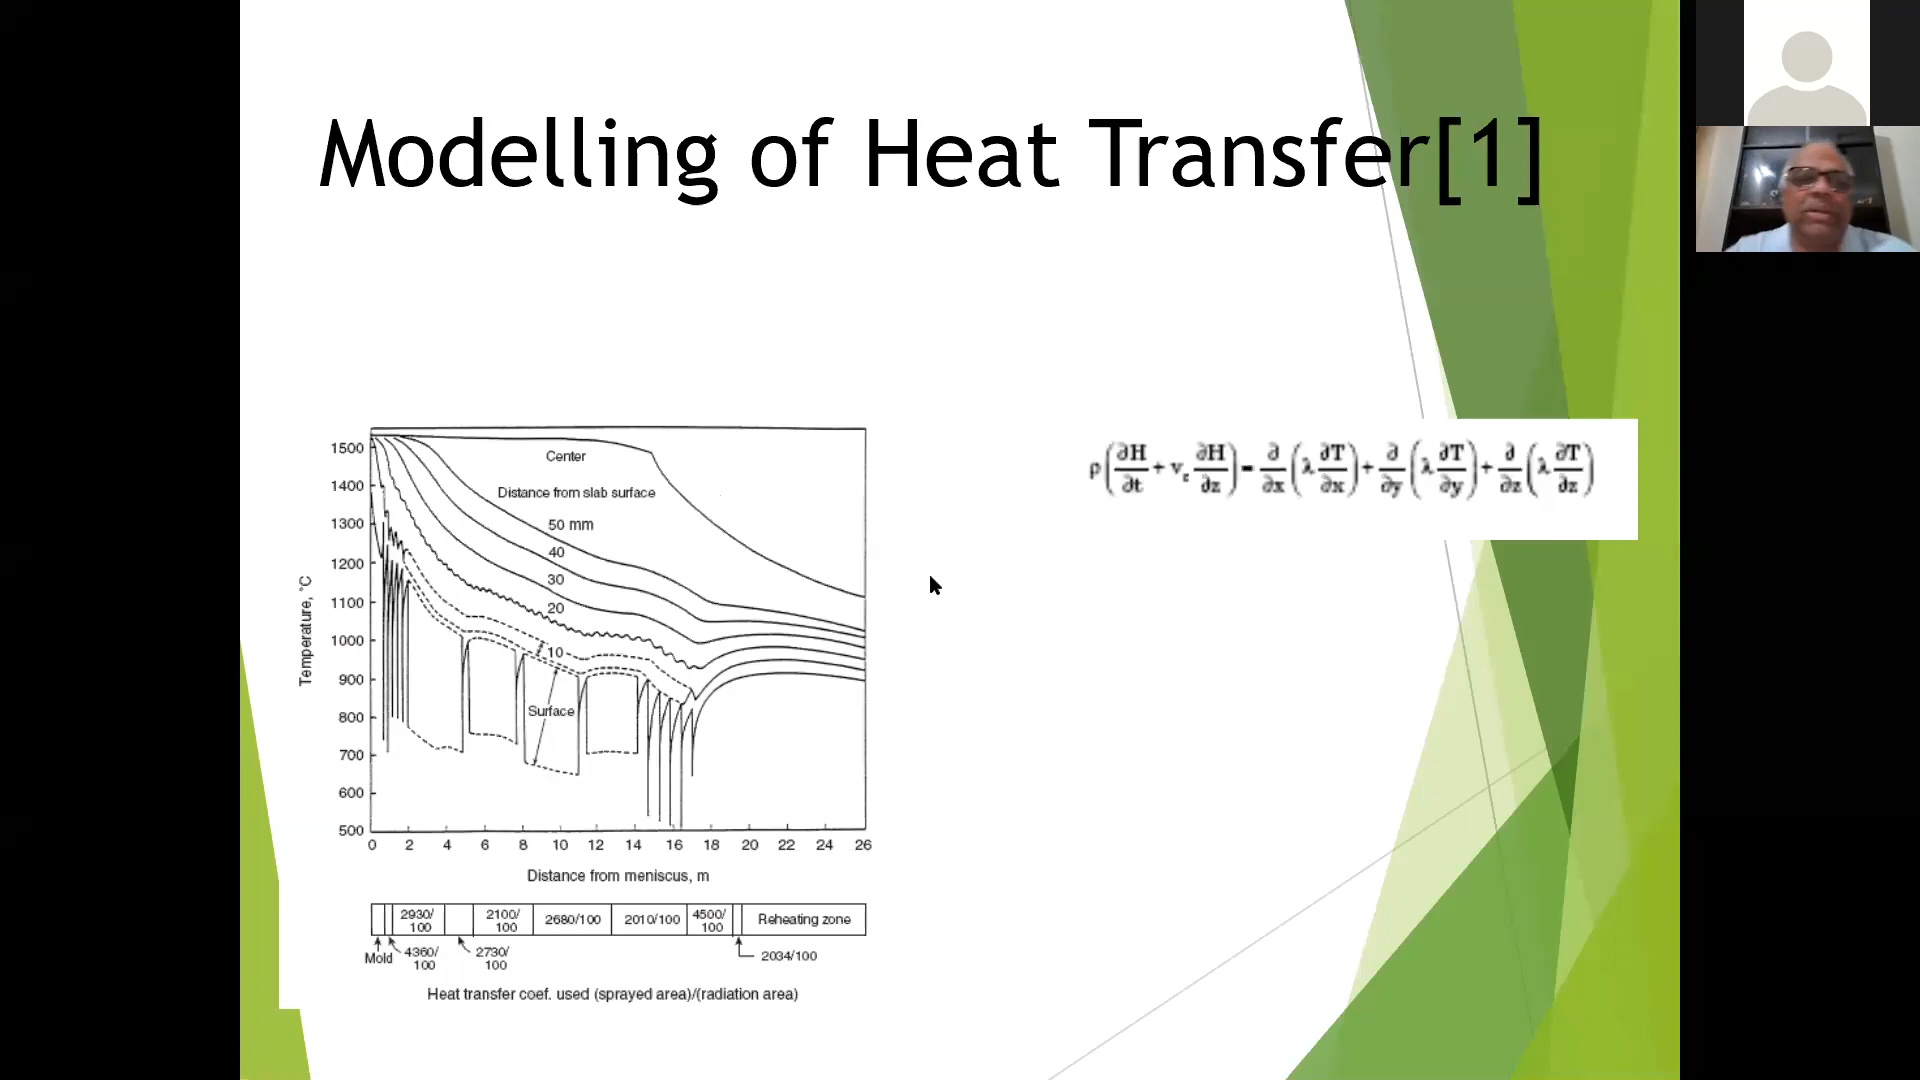 Modelling of Heat Transfer[1]
1500
1400
1300
1200
1100
1000
900
800
700
600
500
Temperature, °C
Center
Distance from slab surface
50 mm
40
30
20
10
Surface
0 2 4 6 8 10 12 14 16 18 20 22 24 26
Distance from meniscus, m
2930/
100
2100/
100
2680/100
2010/100
4500/
100
Reheating zone
Mold
4360/
100
2730/
100
2034/100
Heat transfer coef. used (sprayed area)/(radiation area)
ρ(∂H/∂t + v_c ∂H/∂z) = ∂/∂x(λ ∂T/∂x) + ∂/∂y(λ ∂T/∂y) + ∂/∂z(λ ∂T/∂z)